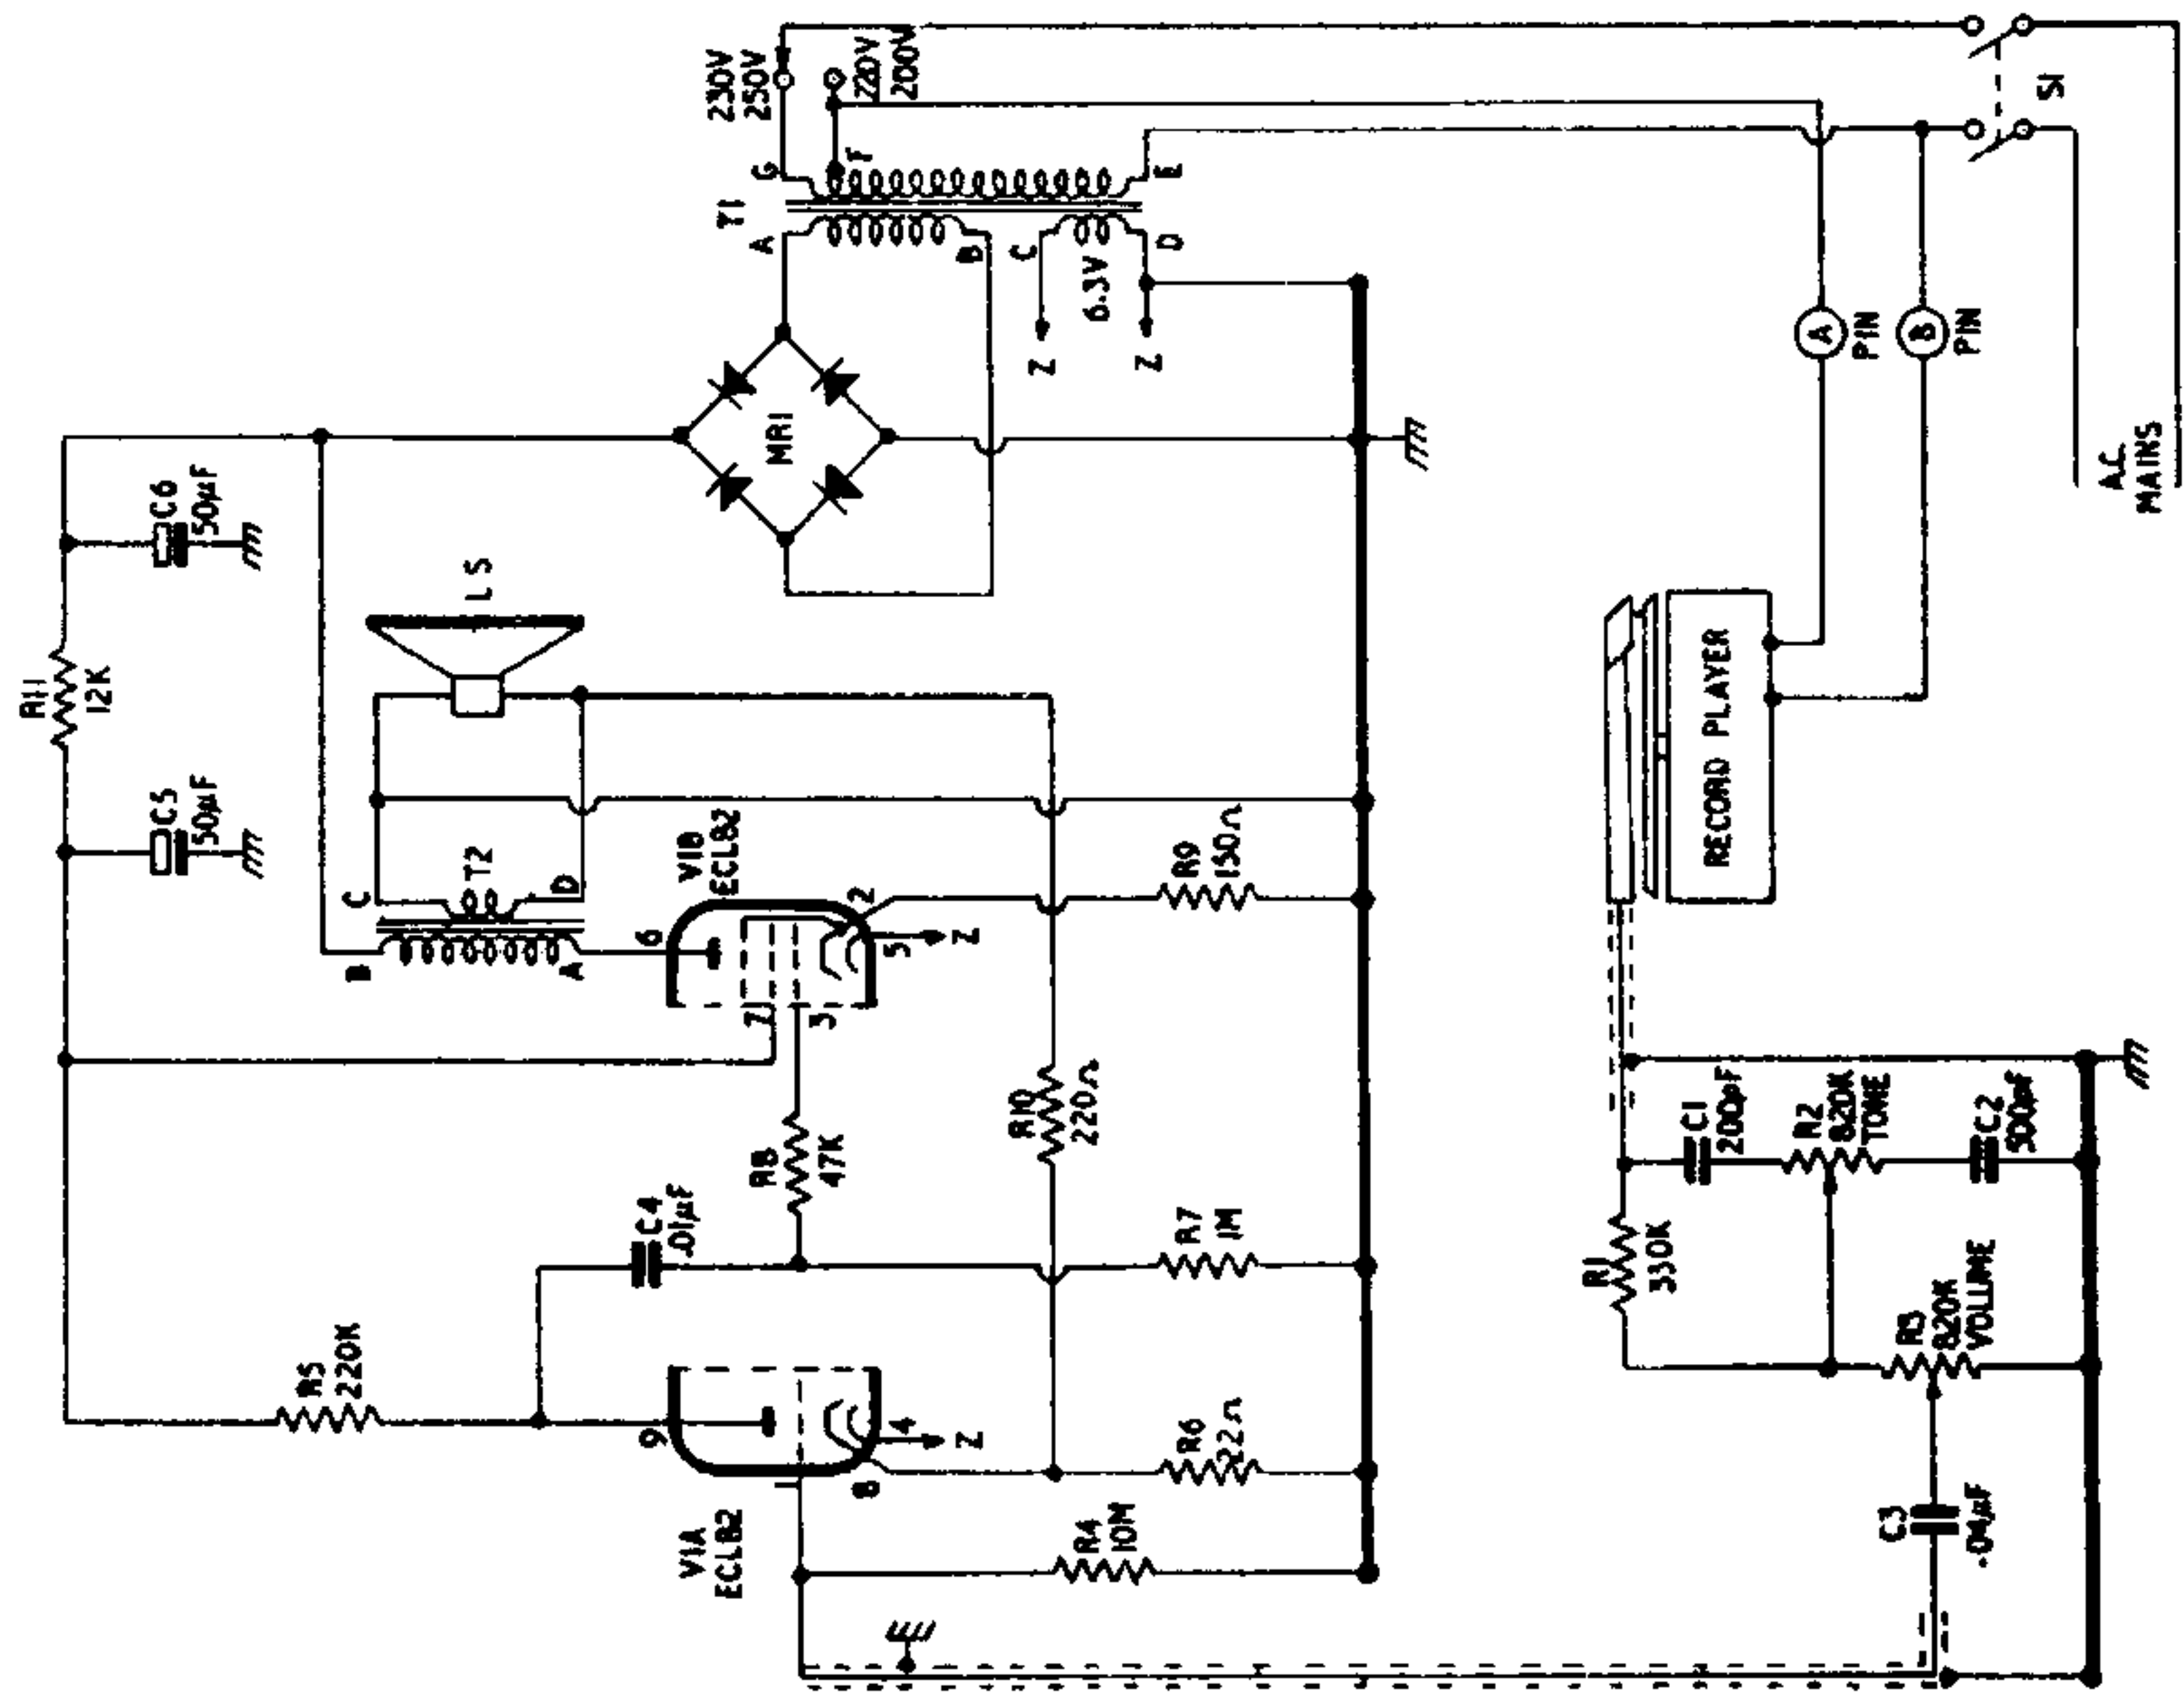 R11
12K
C6
50µF
C5
50µF
LS
T2
C
D
B
A
R5
220K
C4
.01µF
R8
47K
V1B
ECL82
6
7
3
2
5
Z
V1A
ECL82
9
1
8
4
Z
R10
220Ω
R9
150Ω
R7
1M
R6
22Ω
R4
10M
MR1
T1
A
B
C
D
6.3V
Z
Z
G
F
E
230V
250V
220V
200V
S1
A.C.
MAINS
A
PIN
B
PIN
RECORD PLAYER
C1
200pF
R2
820K
TONE
C2
500pF
R1
330K
R3
820K
VOLUME
C3
.04µF